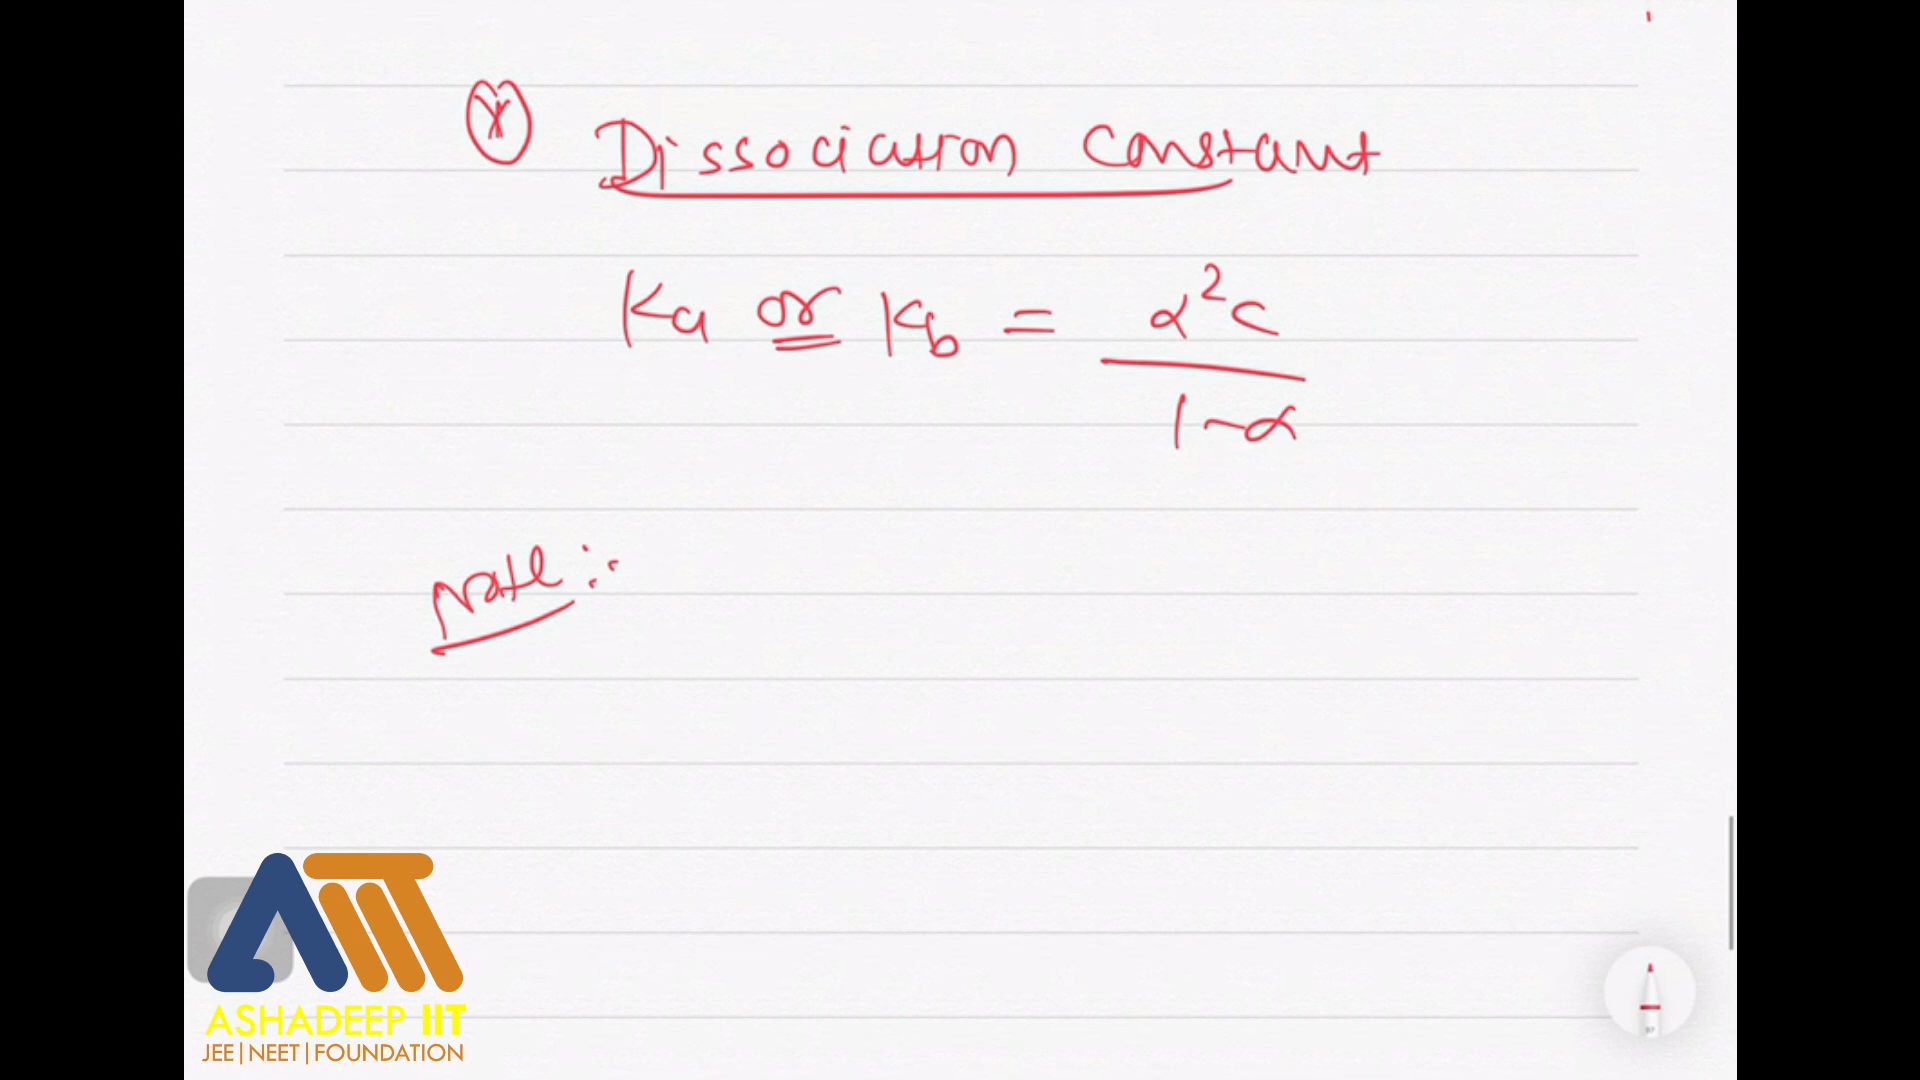 Dissociation Constant
Ka or Kb = α²c
1-α
Note :-
ASHADEEP IIT
JEE|NEET|FOUNDATION